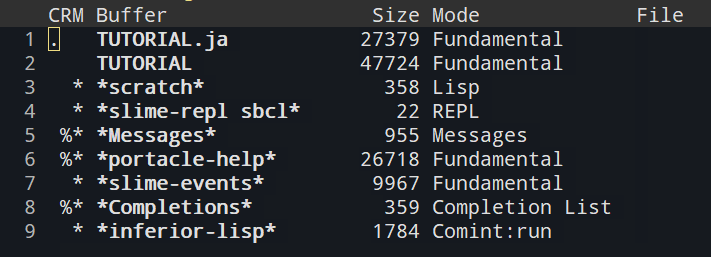 CRM Buffer Size Mode File
1 . TUTORIAL.ja 27379 Fundamental
2 TUTORIAL 47724 Fundamental
3 * *scratch* 358 Lisp
4 * *slime-repl sbcl* 22 REPL
5 %* *Messages* 955 Messages
6 %* *portacle-help* 26718 Fundamental
7 * *slime-events* 9967 Fundamental
8 %* *Completions* 359 Completion List
9 * *inferior-lisp* 1784 Comint:run